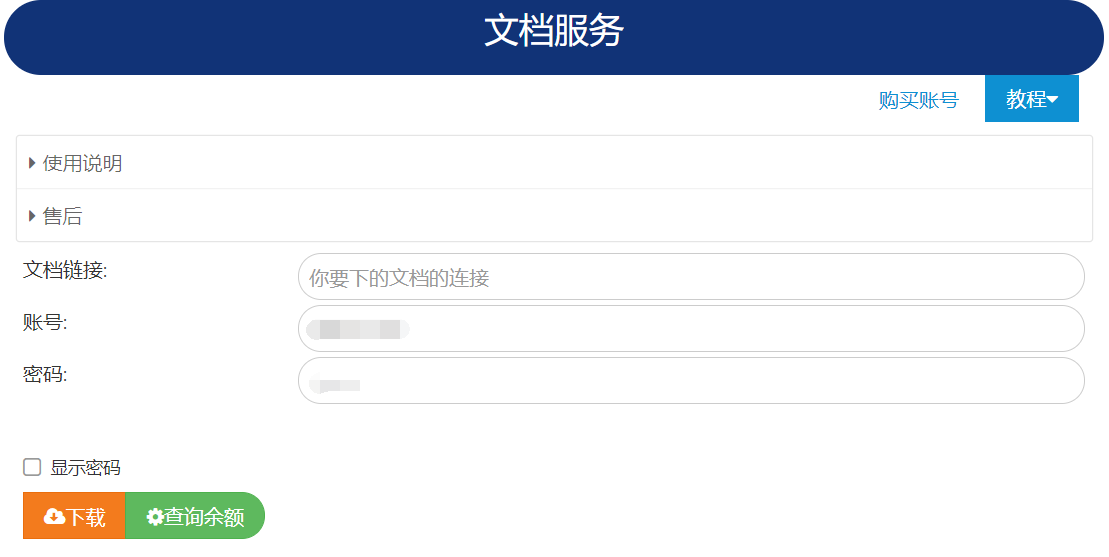 文档服务
购买账号
教程
使用说明
售后
文档链接:
你要下的文档的连接
账号:
密码:
显示密码
下载
查询余额